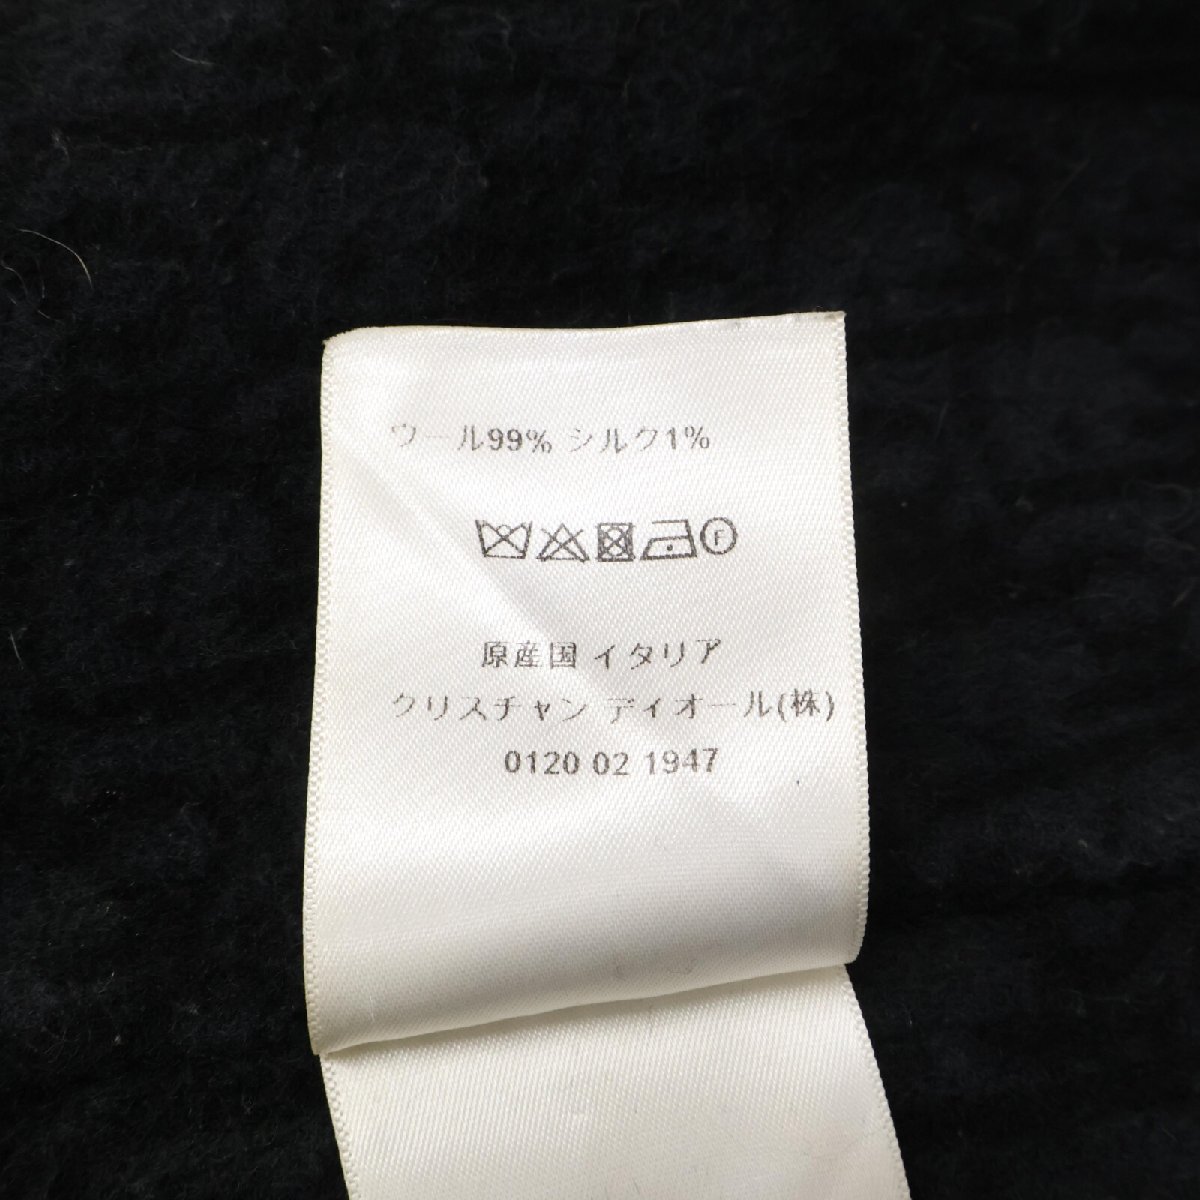 ウール99% シルク1%
F
原産国 イタリア
クリスチャン ディオール(株)
0120 02 1947